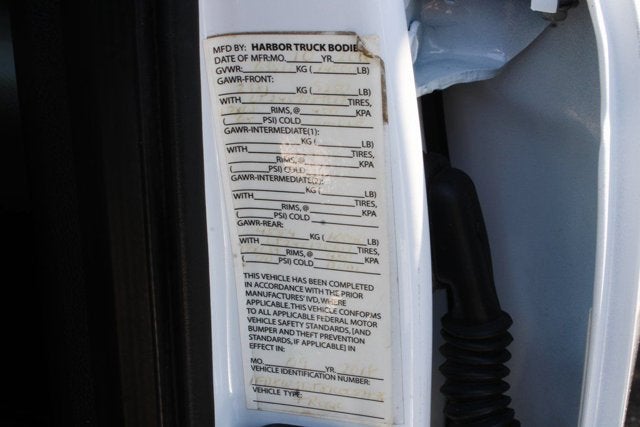 MFD BY: HARBOR TRUCK BODIES
DATE OF MFR:MO. YR.
GVWR: KG ( LB)
GAWR-FRONT:
KG ( LB)
WITH TIRES,
RIMS, @ KPA
( PSI) COLD
GAWR-INTERMEDIATE(1):
KG ( LB)
WITH TIRES,
RIMS, @ KPA
( PSI) COLD
GAWR-INTERMEDIATE(2):
KG ( LB)
WITH TIRES,
RIMS, @ KPA
( PSI) COLD
GAWR-REAR:
KG ( LB)
WITH TIRES,
RIMS, @ KPA
( PSI) COLD
THIS VEHICLE HAS BEEN COMPLETED
IN ACCORDANCE WITH THE PRIOR
MANUFACTURES' IVD, WHERE
APPLICABLE. THIS VEHICLE CONFORMS
TO ALL APPLICABLE FEDERAL MOTOR
VEHICLE SAFETY STANDARDS, [AND
BUMPER AND THEFT PREVENTION
STANDARDS, IF APPLICABLE] IN
EFFECT IN:
MO. YR.
VEHICLE IDENTIFICATION NUMBER:
VEHICLE TYPE: